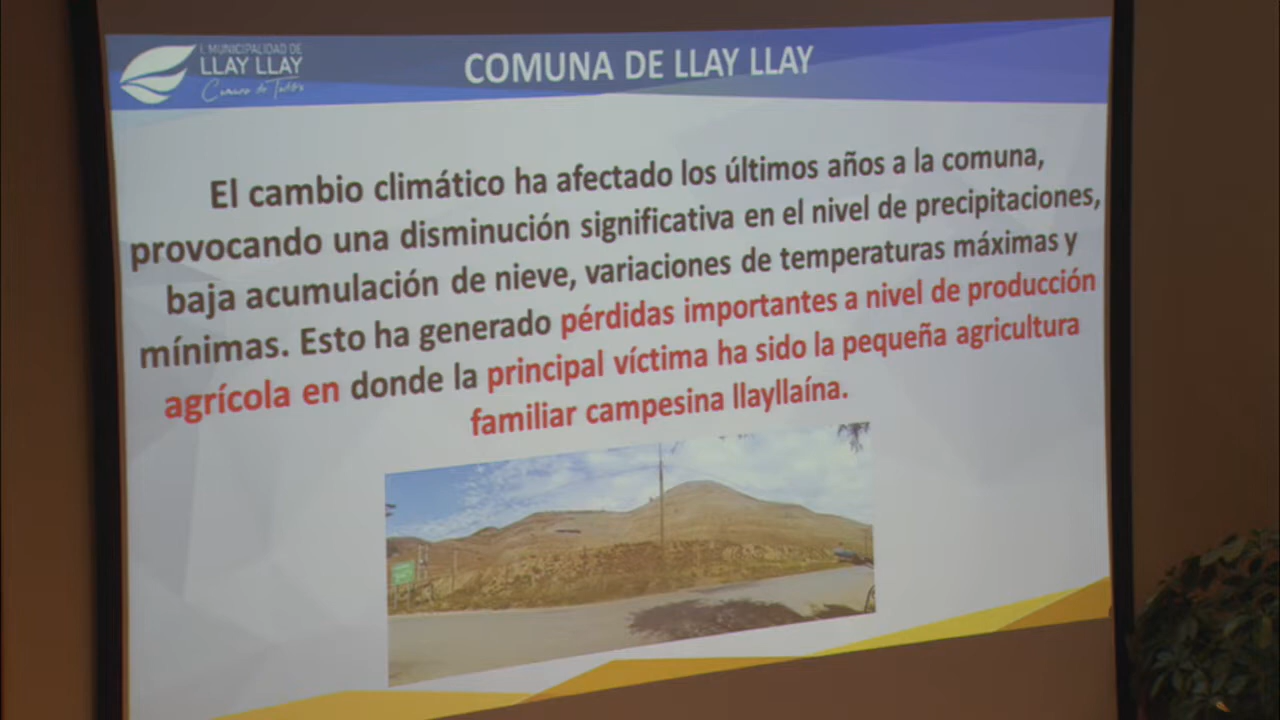 I. MUNICIPALIDAD DE
LLAY LLAY
Comuna de Todos
COMUNA DE LLAY LLAY
El cambio climático ha afectado los últimos años a la comuna,
provocando una disminución significativa en el nivel de precipitaciones,
baja acumulación de nieve, variaciones de temperaturas máximas y
mínimas. Esto ha generado pérdidas importantes a nivel de producción
agrícola en donde la principal víctima ha sido la pequeña agricultura
familiar campesina llayllaína.